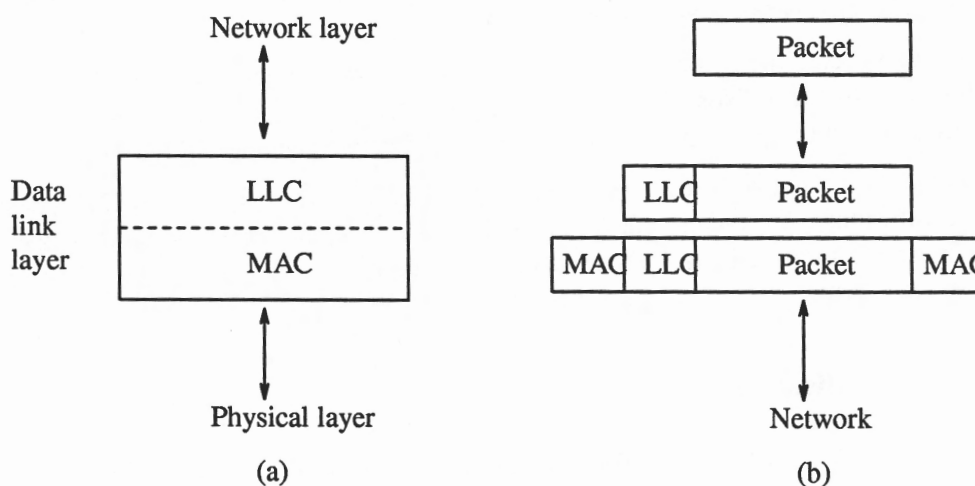 Network layer
Data
link
layer
LLC
MAC
Physical layer
(a)
Packet
LLC Packet
MAC LLC Packet MAC
Network
(b)